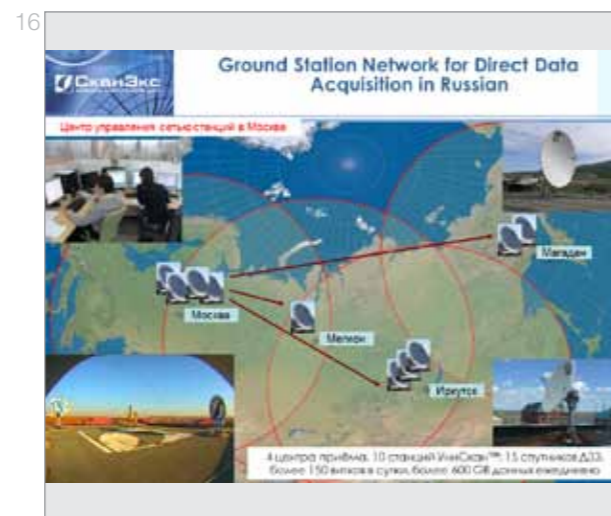 16
СканЭкс
Ground Station Network for Direct Data
Acquisition in Russian
Центр управления сетью станций в Москве
Магадан
Москва
Мегион
Иркутск
4 центра приёма, 10 станций УниСкан™, 15 спутников ДЗЗ,
более 150 витков в сутки, более 600 GB данных ежедневно